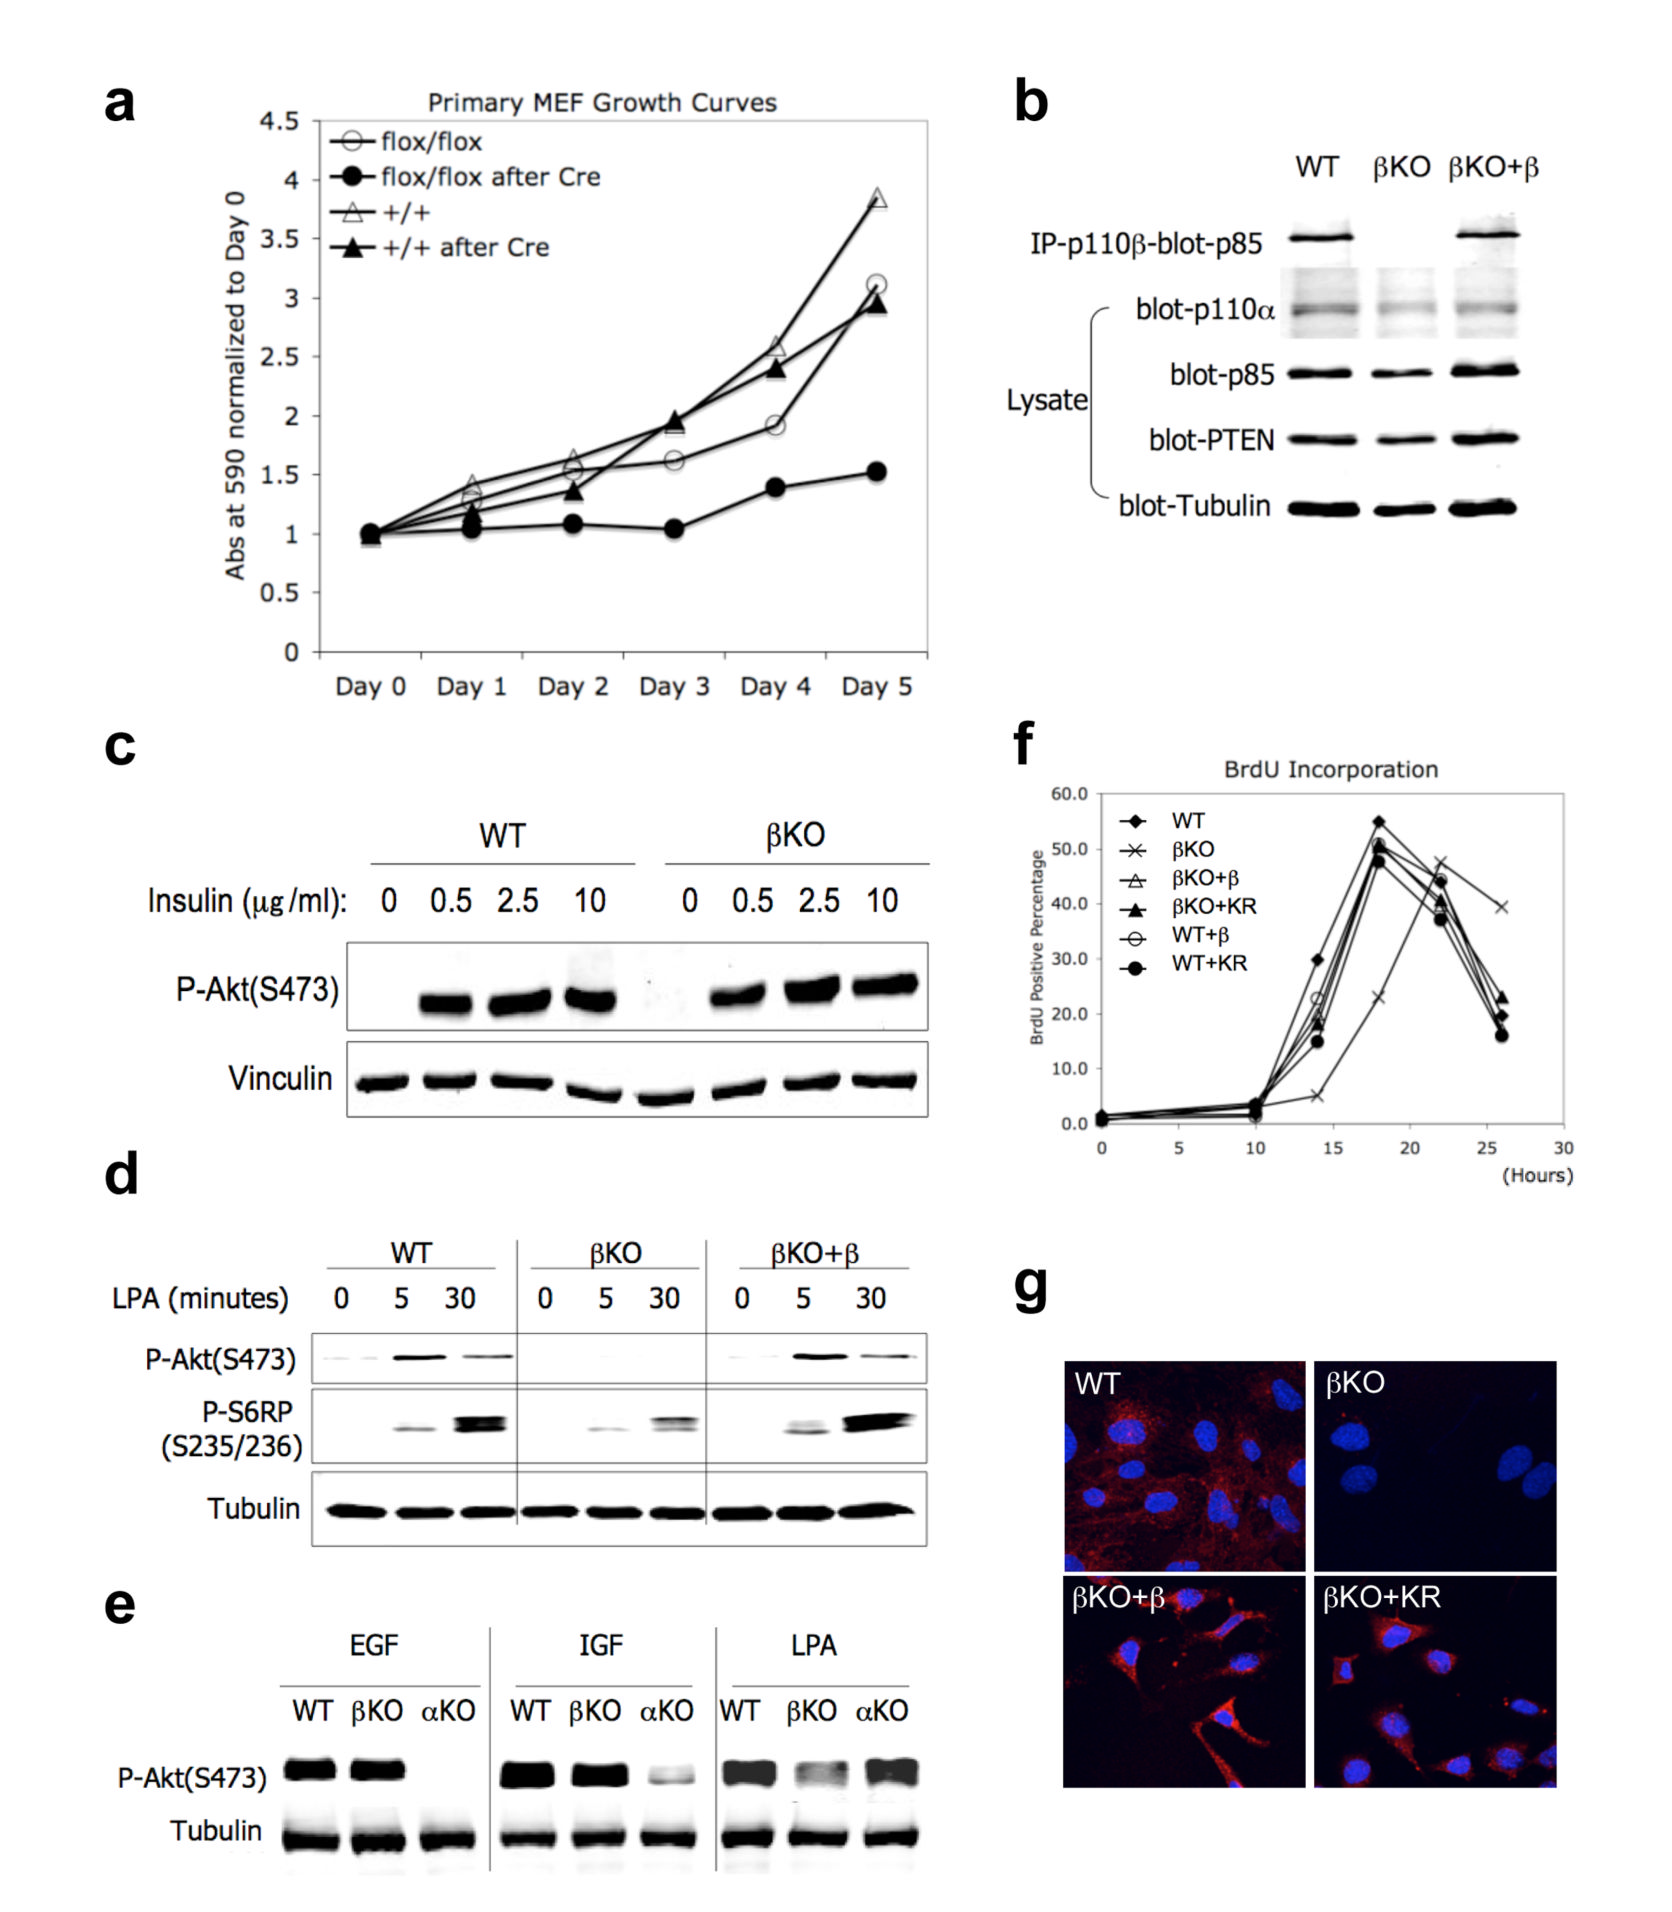 a
Primary MEF Growth Curves
Abs at 590 normalized to Day 0
4.5
4
3.5
3
2.5
2
1.5
1
0.5
0
flox/flox
flox/flox after Cre
+/+
+/+ after Cre
Day 0 Day 1 Day 2 Day 3 Day 4 Day 5
b
WT βKO βKO+β
IP-p110β-blot-p85
Lysate
blot-p110α
blot-p85
blot-PTEN
blot-Tubulin
c
WT βKO
Insulin (μg/ml): 0 0.5 2.5 10 0 0.5 2.5 10
P-Akt(S473)
Vinculin
d
WT βKO βKO+β
LPA (minutes) 0 5 30 0 5 30 0 5 30
P-Akt(S473)
P-S6RP
(S235/236)
Tubulin
e
EGF IGF LPA
WT βKO αKO WT βKO αKO WT βKO αKO
P-Akt(S473)
Tubulin
f
BrdU Incorporation
BrdU Positive Percentage
60.0
50.0
40.0
30.0
20.0
10.0
0.0
WT
βKO
βKO+β
βKO+KR
WT+β
WT+KR
0 5 10 15 20 25 30
(Hours)
g
WT βKO
βKO+β βKO+KR